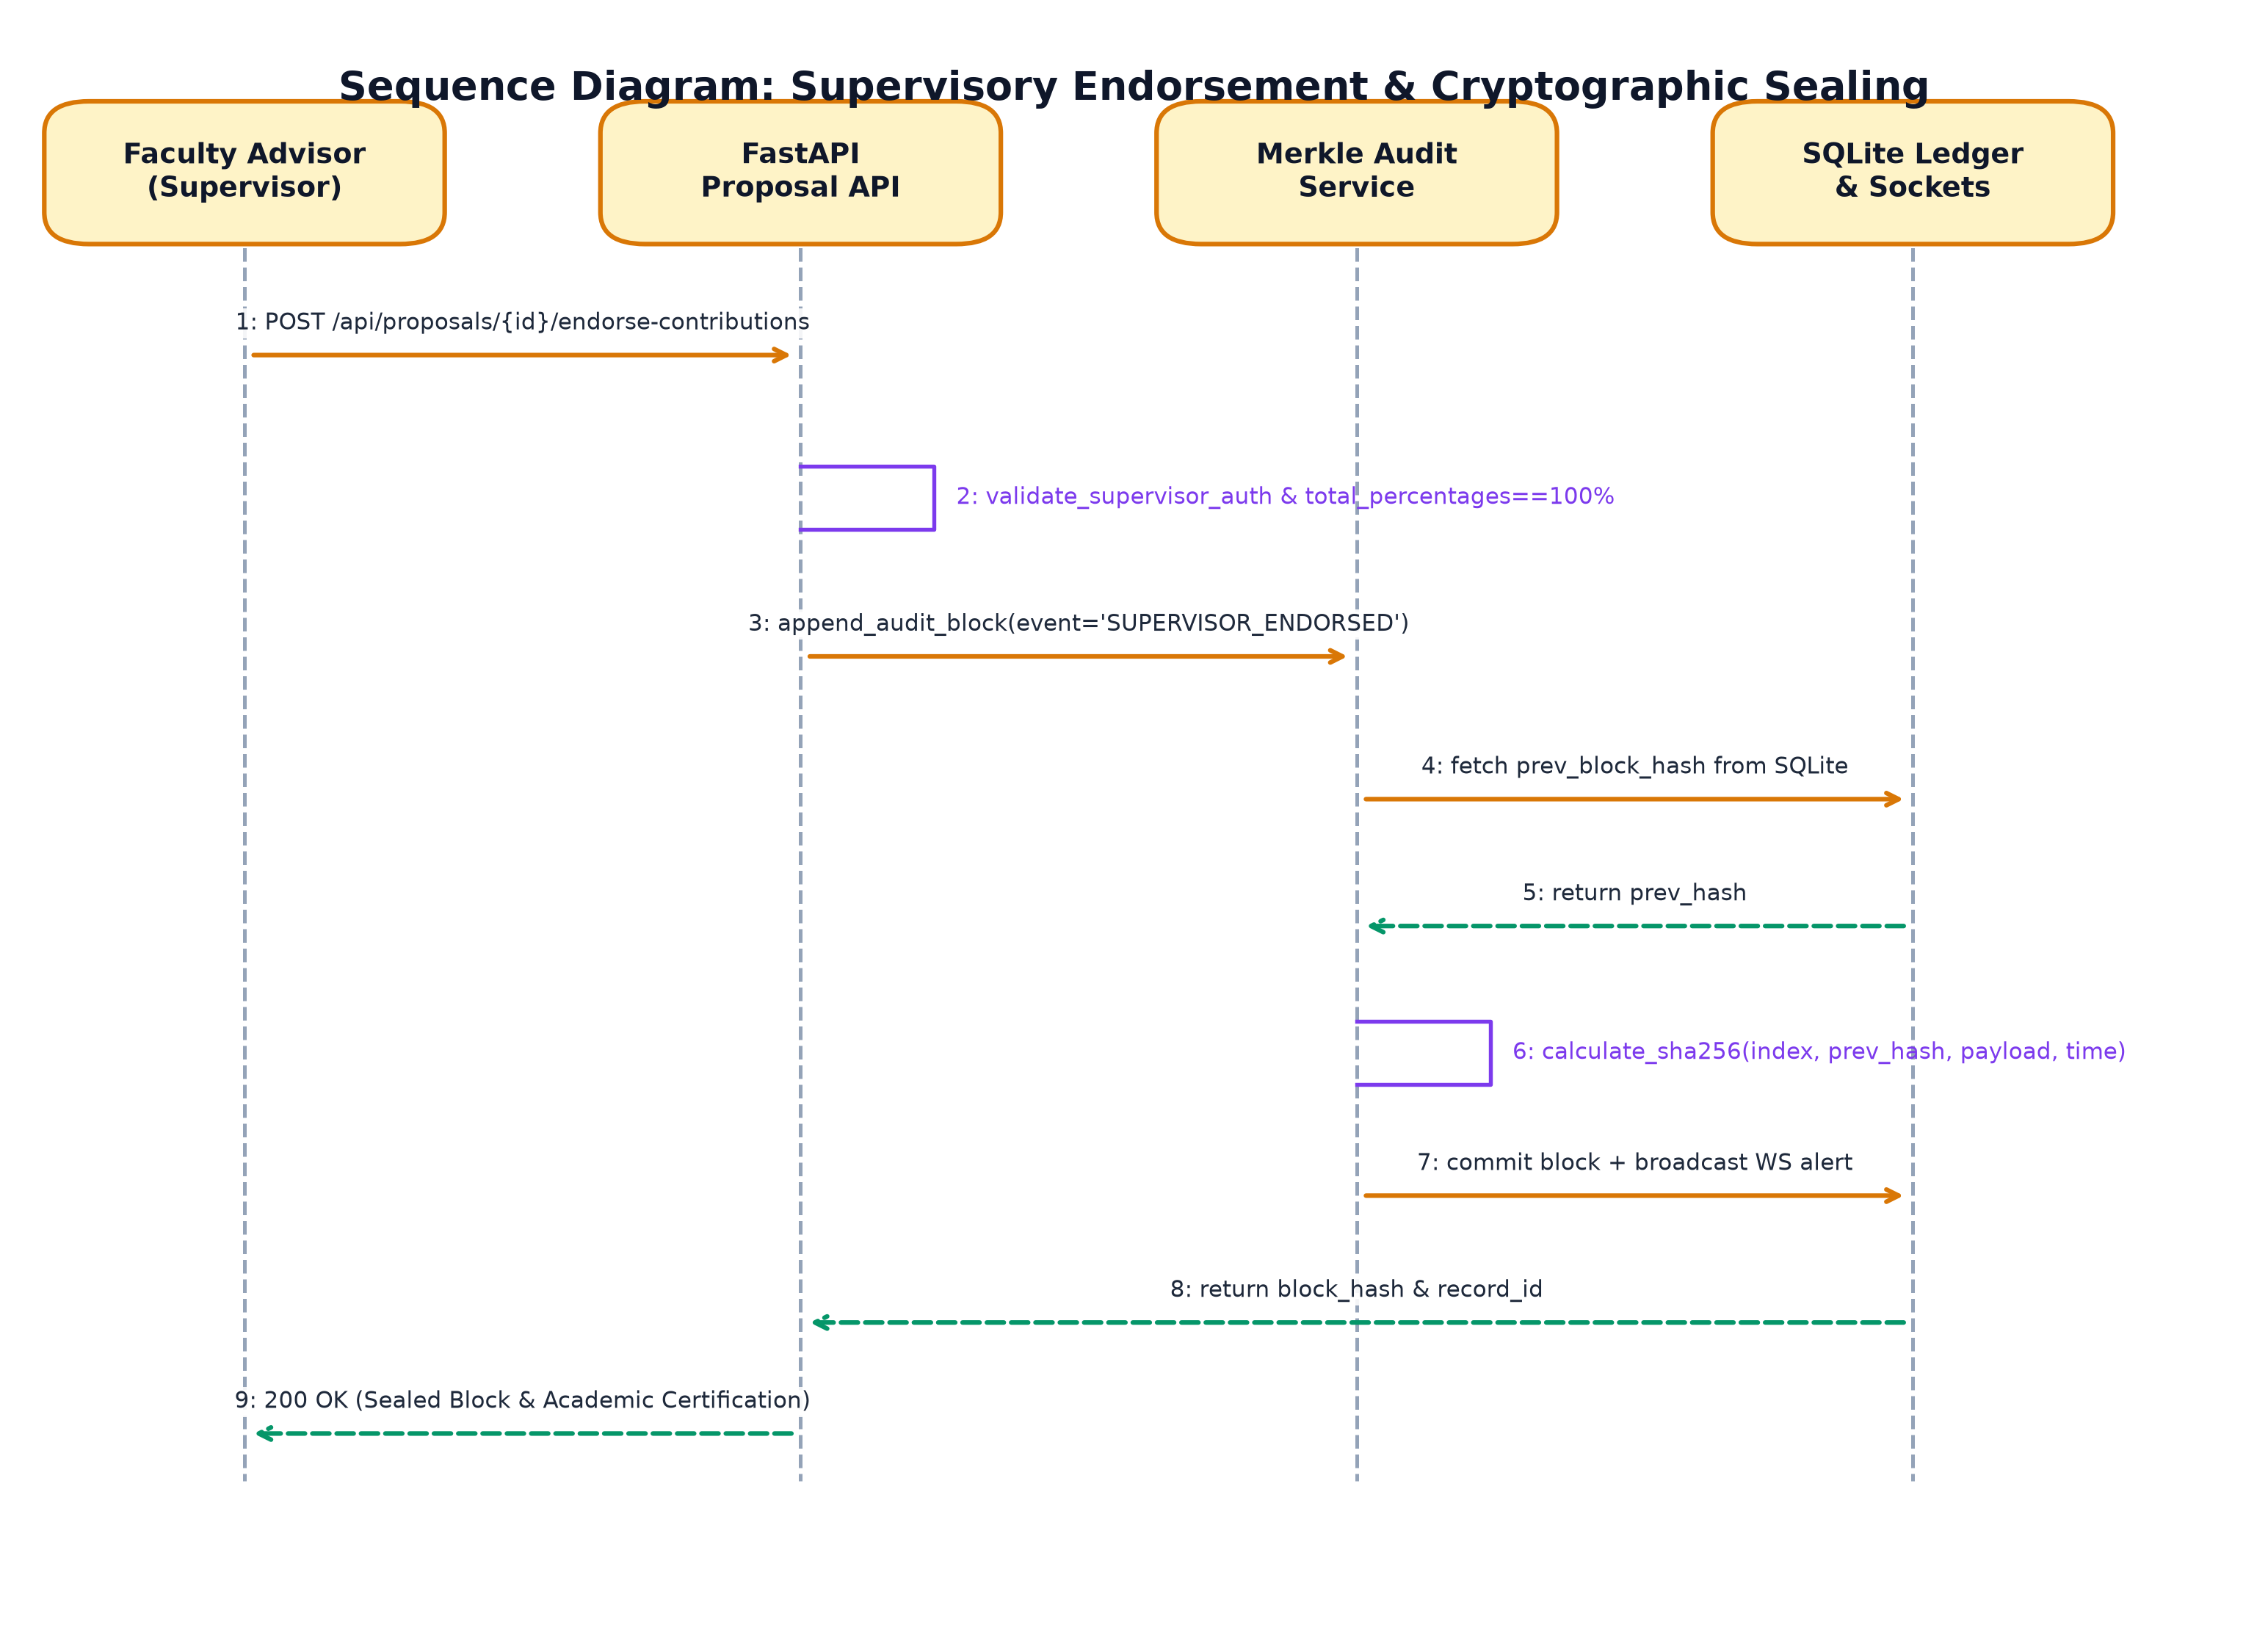 Sequence Diagram: Supervisory Endorsement & Cryptographic Sealing
Faculty Advisor
(Supervisor)
FastAPI
Proposal API
Merkle Audit
Service
SQLite Ledger
& Sockets
1: POST /api/proposals/{id}/endorse-contributions
2: validate_supervisor_auth & total_percentages==100%
3: append_audit_block(event='SUPERVISOR_ENDORSED')
4: fetch prev_block_hash from SQLite
5: return prev_hash
6: calculate_sha256(index, prev_hash, payload, time)
7: commit block + broadcast WS alert
8: return block_hash & record_id
9: 200 OK (Sealed Block & Academic Certification)